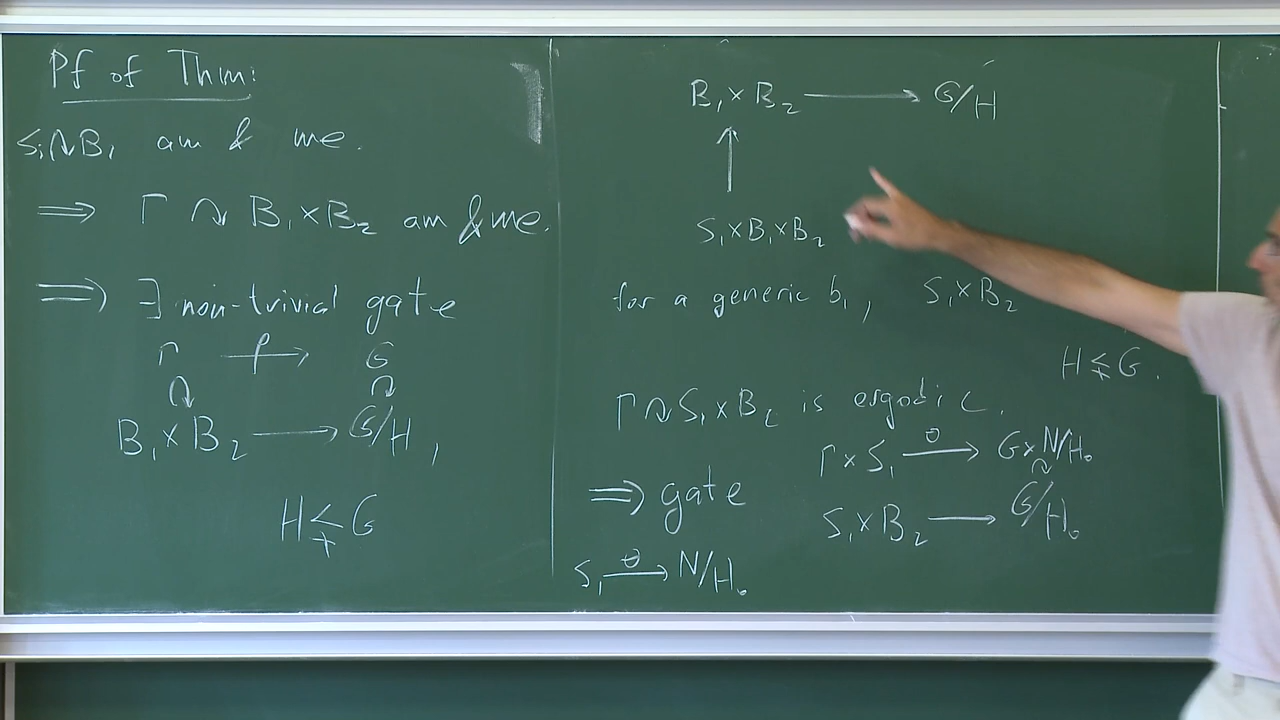 Pf of Thm:
S₁ ↷ B₁ am & me.
⟹ Γ ↷ B₁×B₂ am & me.
⟹ ∃ non-trivial gate
Γ —ρ→ G
↷ ↷
B₁×B₂ ⟶ G/H,
H ≨ G
B₁×B₂ ⟶ G/H
↑
S₁×B₁×B₂
for a generic b₁, S₁×B₂
H ≨ G.
Γ ↷ S₁×B₂ is ergodic.
Γ×S₁ —θ→ G×N/H₀
⟹ gate ↷
S₁×B₂ ⟶ G/H₀
S₁ —θ→ N/H₀